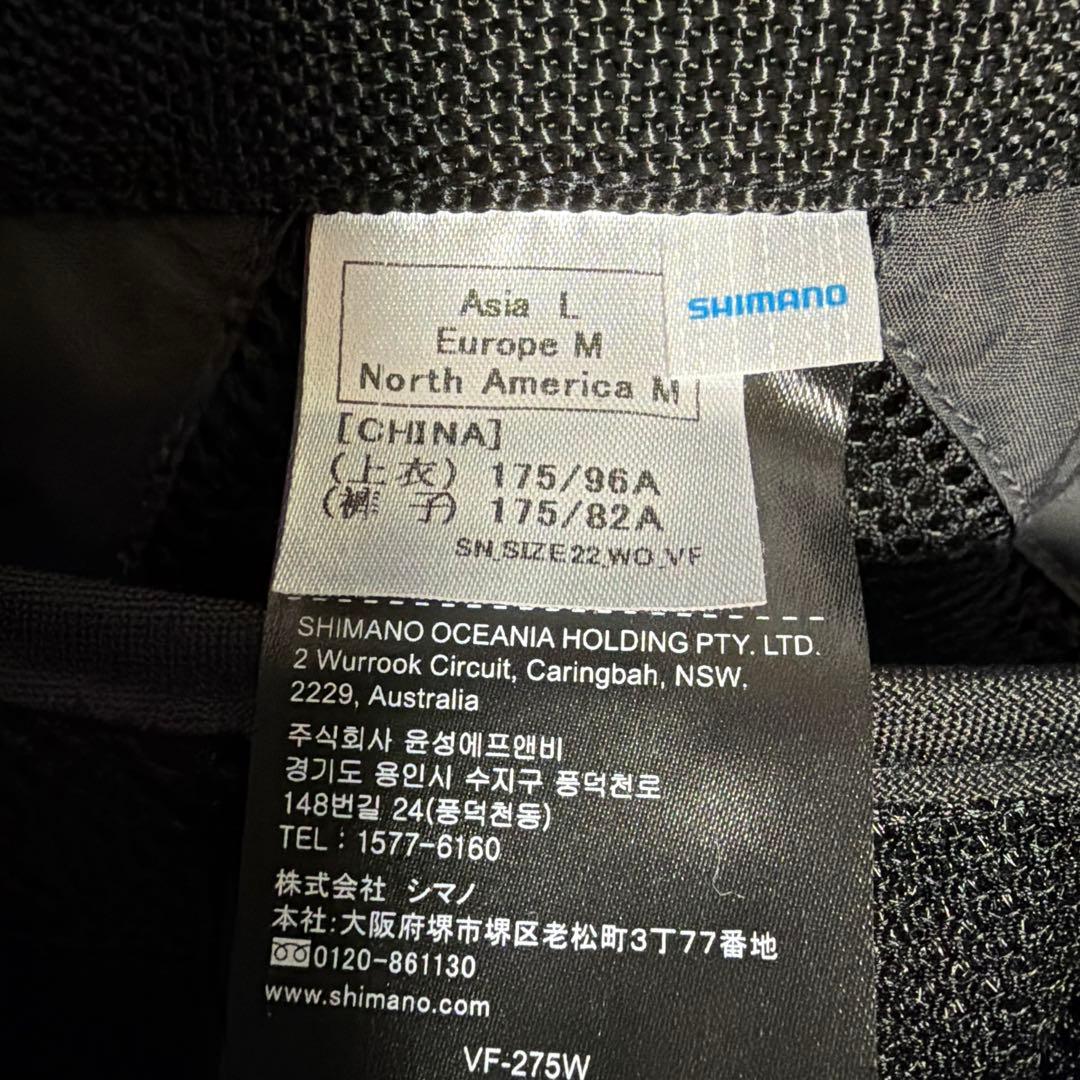 Asia L
Europe M
North America M
SHIMANO
[CHINA]
(上衣) 175/96A
(裤子) 175/82A
SN_SIZE22_WO_VF
SHIMANO OCEANIA HOLDING PTY. LTD.
2 Wurrook Circuit, Caringbah, NSW,
2229, Australia
주식회사 윤성에프앤비
경기도 용인시 수지구 풍덕천로
148번길 24(풍덕천동)
TEL : 1577-6160
株式会社 シマノ
本社:大阪府堺市堺区老松町3丁77番地
0120-861130
www.shimano.com
VF-275W